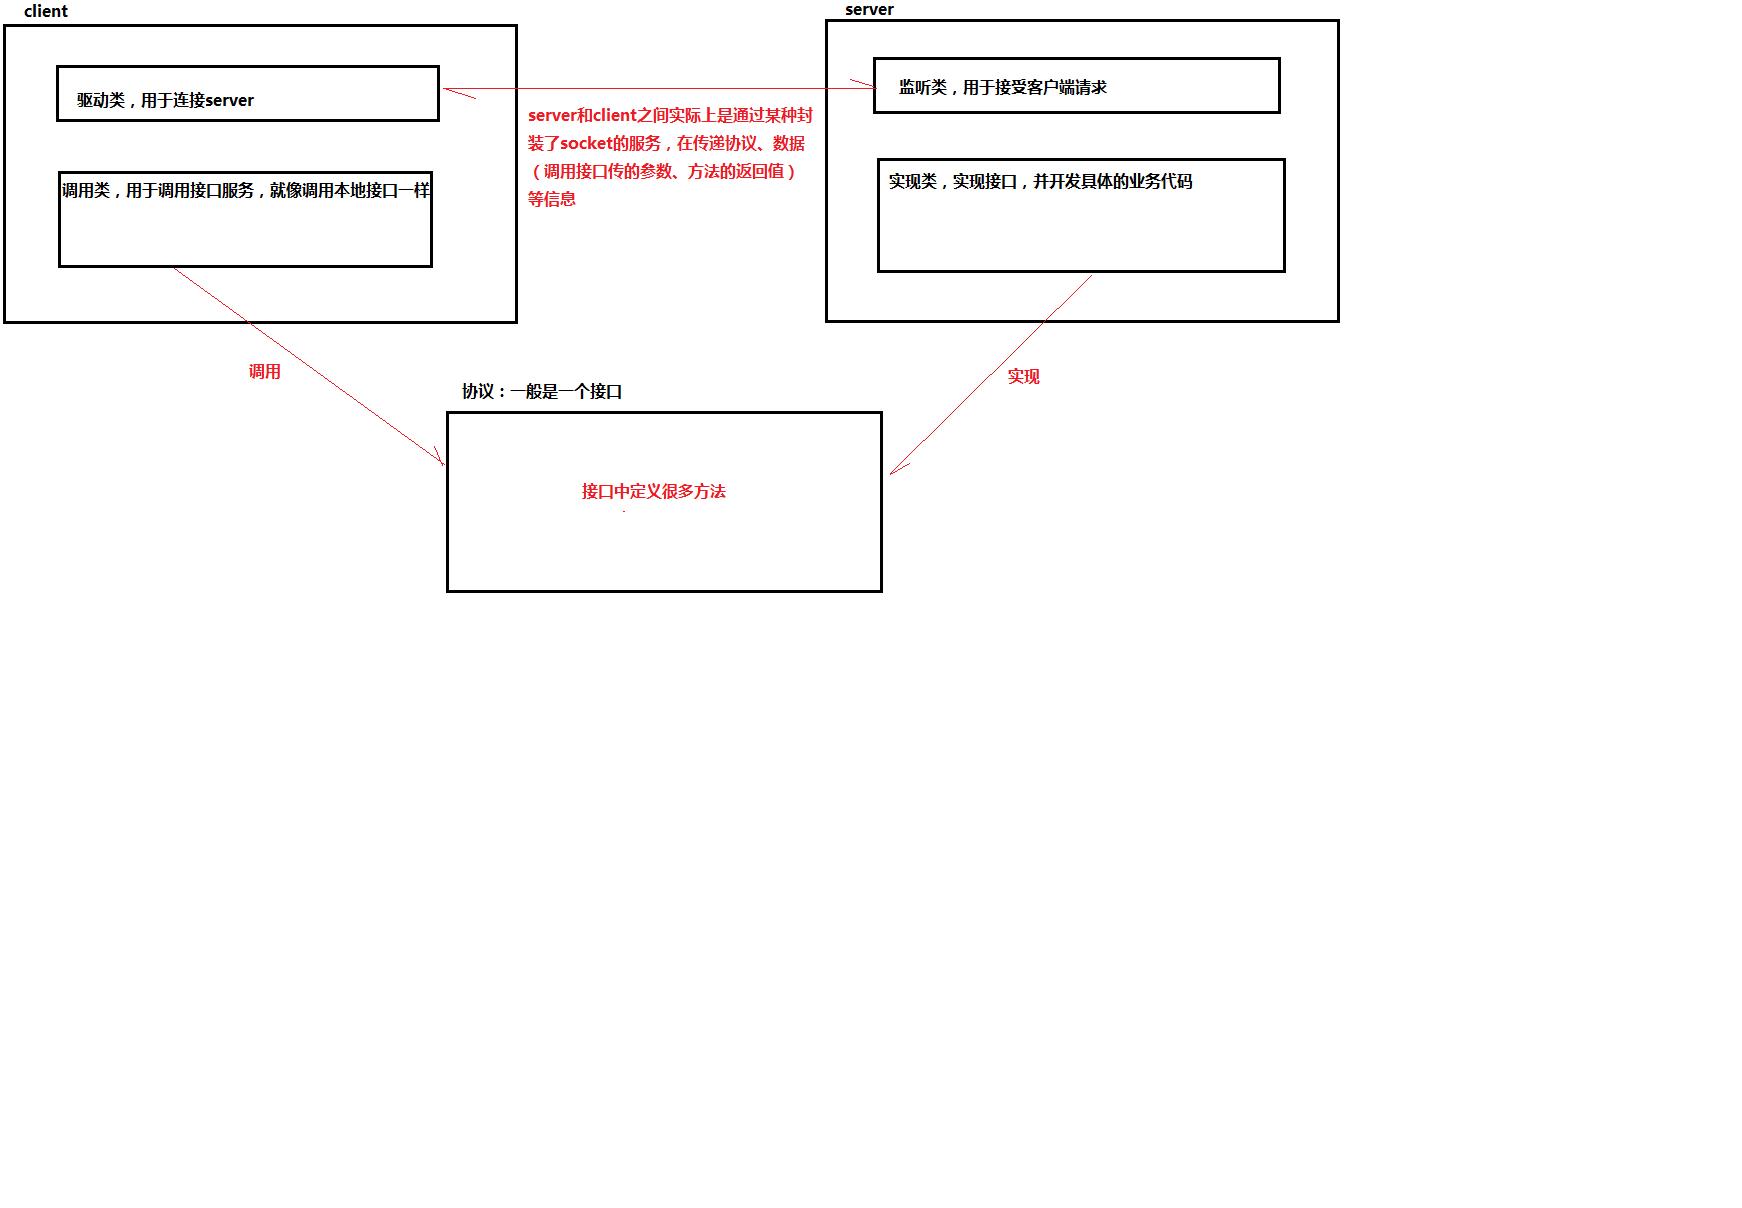 client
驱动类，用于连接server
调用类，用于调用接口服务，就像调用本地接口一样
server和client之间实际上是通过某种封
装了socket的服务，在传递协议、数据
（调用接口传的参数、方法的返回值）
等信息
server
监听类，用于接受客户端请求
实现类，实现接口，并开发具体的业务代码
调用
实现
协议：一般是一个接口
接口中定义很多方法